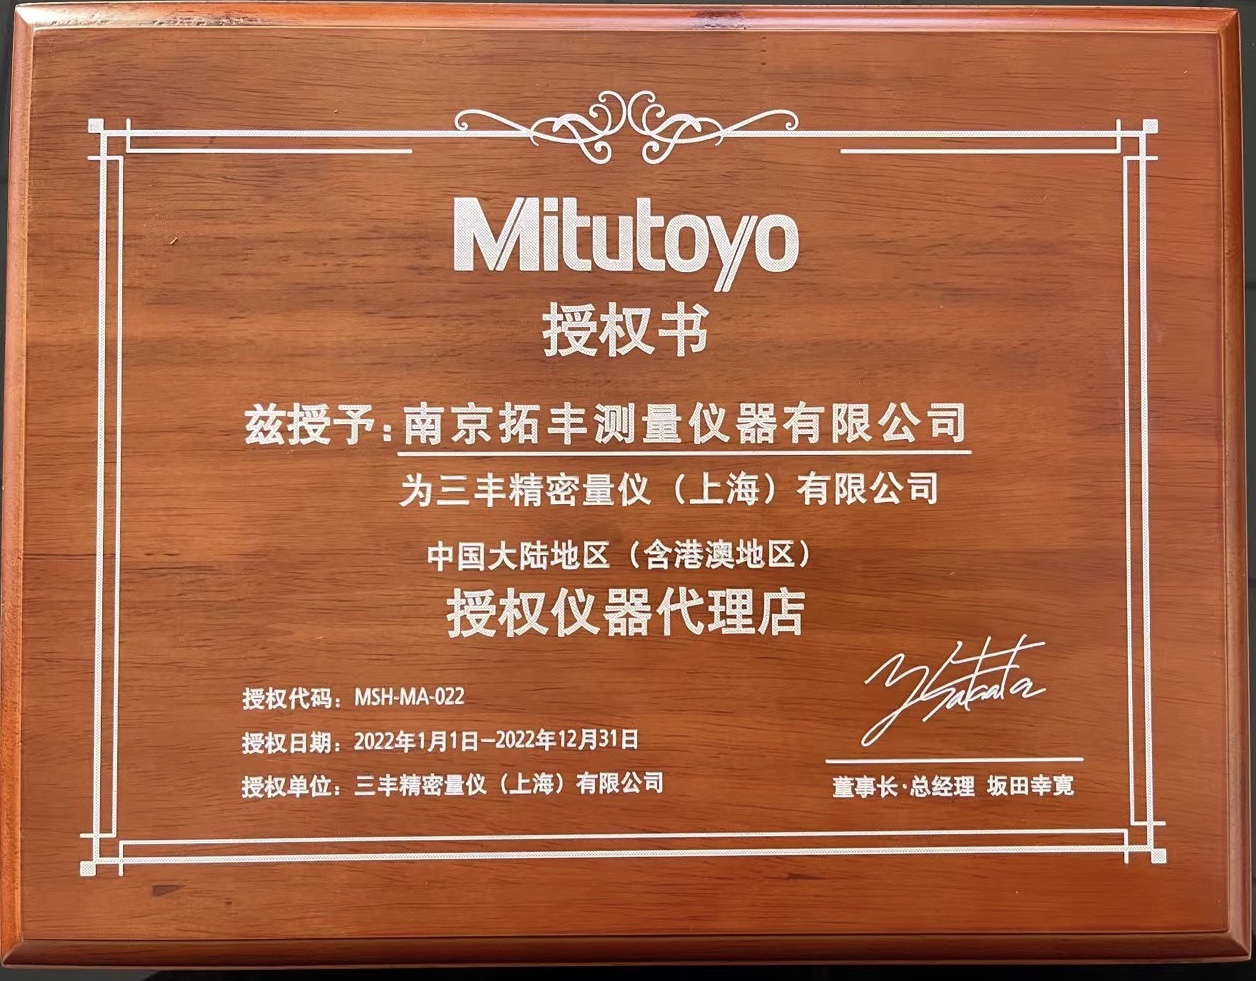 Mitutoyo
授权书
兹授予:南京拓丰测量仪器有限公司
为三丰精密量仪（上海）有限公司
中国大陆地区（含港澳地区）
授权仪器代理店
授权代码：MSH-MA-022
授权日期：2022年1月1日-2022年12月31日
授权单位：三丰精密量仪（上海）有限公司
董事长·总经理 坂田幸寛